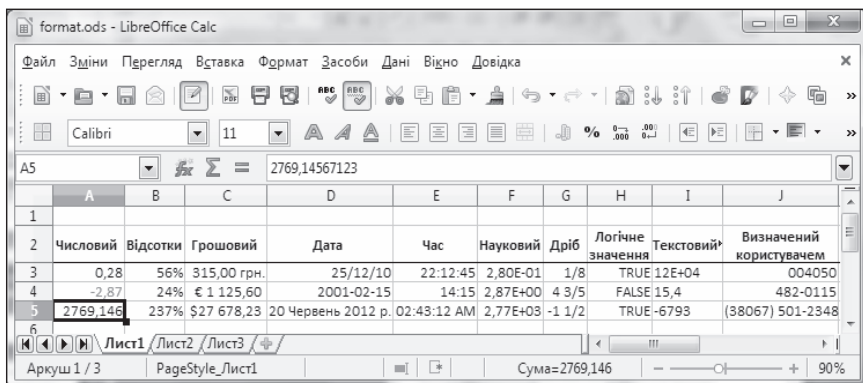 format.ods - LibreOffice Calc
Файл Зміни Перегляд Вставка Формат Засоби Дані Вікно Довідка
Calibri 11
A5 2769,14567123
A B C D E F G H I J
1
2 Числовий Відсотки Грошовий Дата Час Науковий Дріб Логічне значення Текстовий Визначений користувачем
3 0,28 56% 315,00 грн. 25/12/10 22:12:45 2,80E-01 1/8 TRUE 12E+04 004050
4 -2,87 24% € 1 125,60 2001-02-15 14:15 2,87E+00 4 3/5 FALSE 15,4 482-0115
5 2769,146 237% $27 678,23 20 Червень 2012 р. 02:43:12 AM 2,77E+03 -1 1/2 TRUE -6793 (38067) 501-2348
6
Лист1 Лист2 Лист3
Аркуш 1 / 3 PageStyle_Лист1 Сума=2769,146 90%